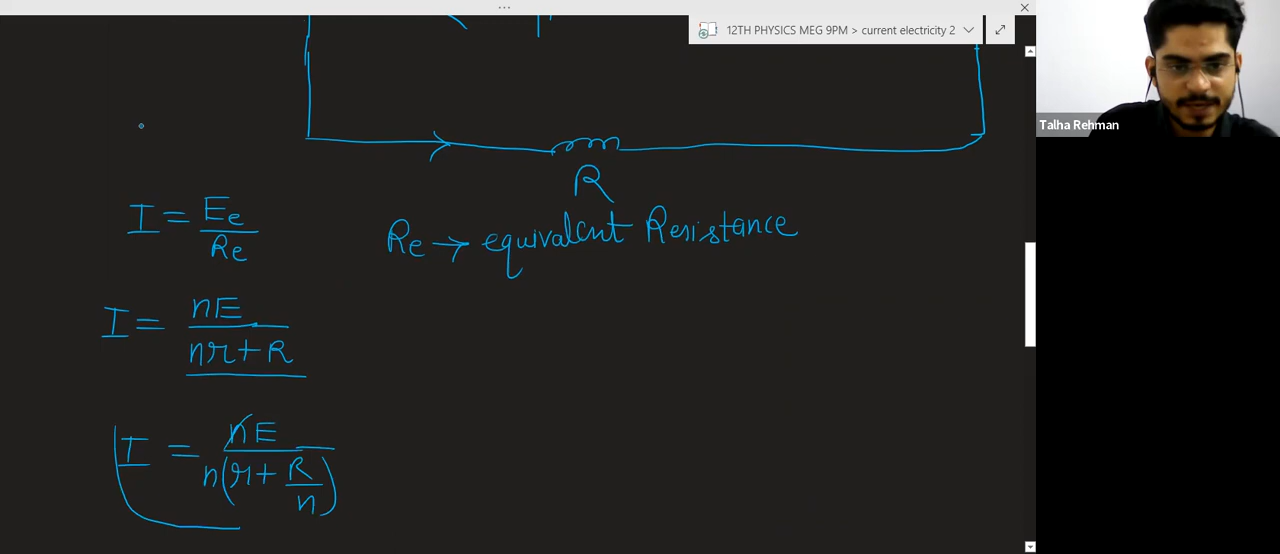 12TH PHYSICS MEG 9PM > current electricity 2
Talha Rehman
R
I = Ee/Re
Re → equivalent Resistance
I = nE/nr+R
I = nE/n(r+R/n)